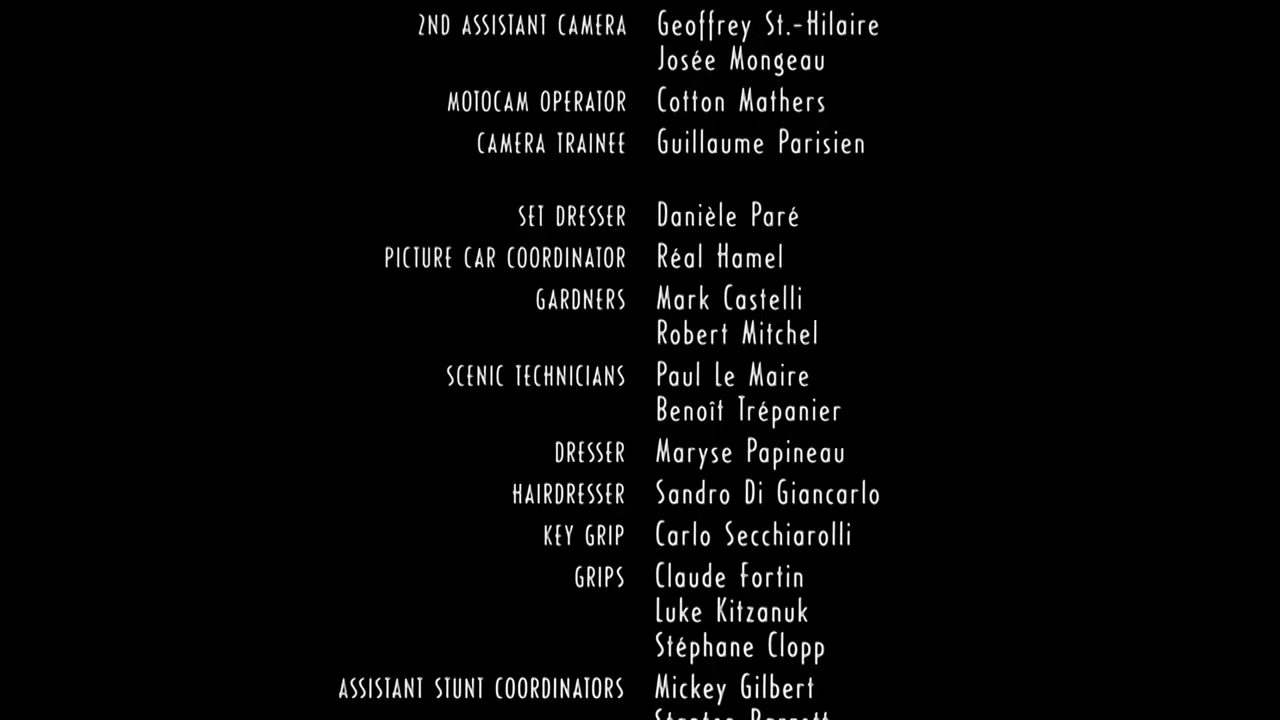 2ND ASSISTANT CAMERA Geoffrey St.-Hilaire
Josée Mongeau
MOTOCAM OPERATOR Cotton Mathers
CAMERA TRAINEE Guillaume Parisien
SET DRESSER Danièle Paré
PICTURE CAR COORDINATOR Réal Hamel
GARDNERS Mark Castelli
Robert Mitchel
SCENIC TECHNICIANS Paul Le Maire
Benoît Trépanier
DRESSER Maryse Papineau
HAIRDRESSER Sandro Di Giancarlo
KEY GRIP Carlo Secchiarolli
GRIPS Claude Fortin
Luke Kitzanuk
Stéphane Clopp
ASSISTANT STUNT COORDINATORS Mickey Gilbert